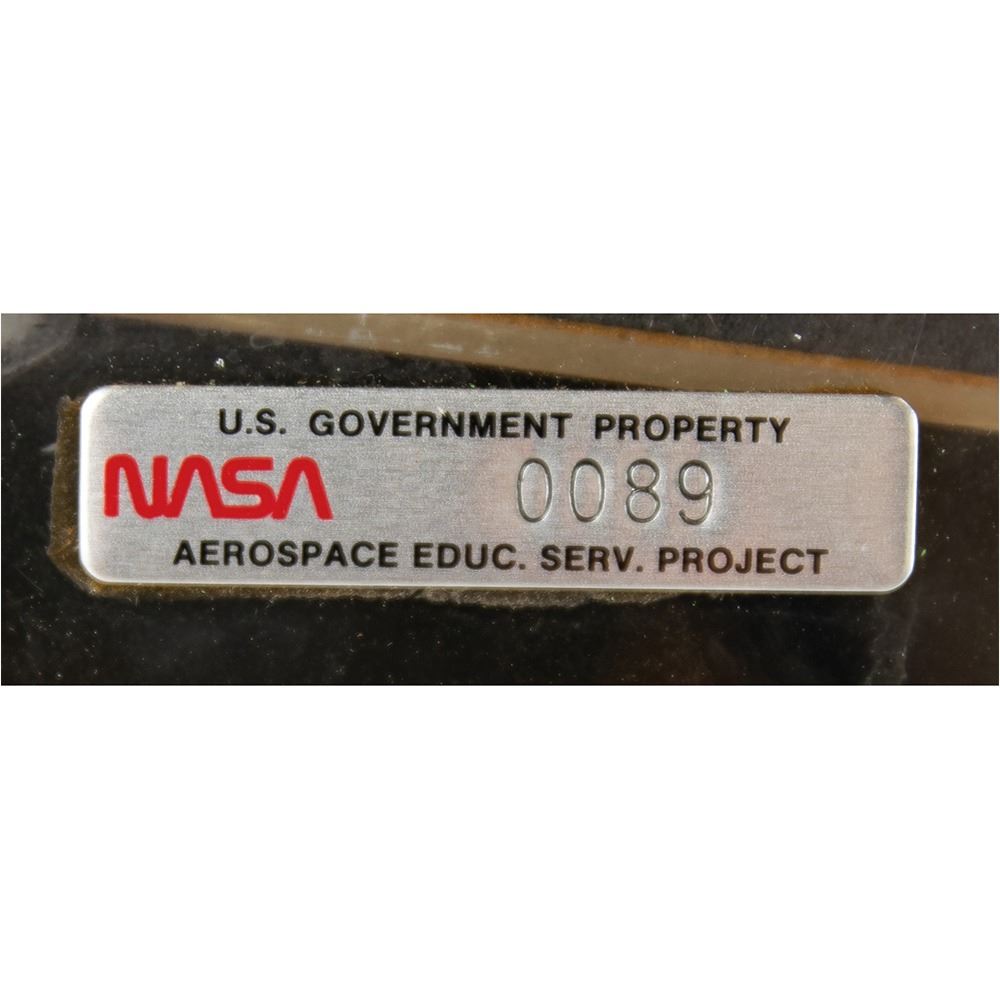 U.S. GOVERNMENT PROPERTY
NASA 0089
AEROSPACE EDUC. SERV. PROJECT